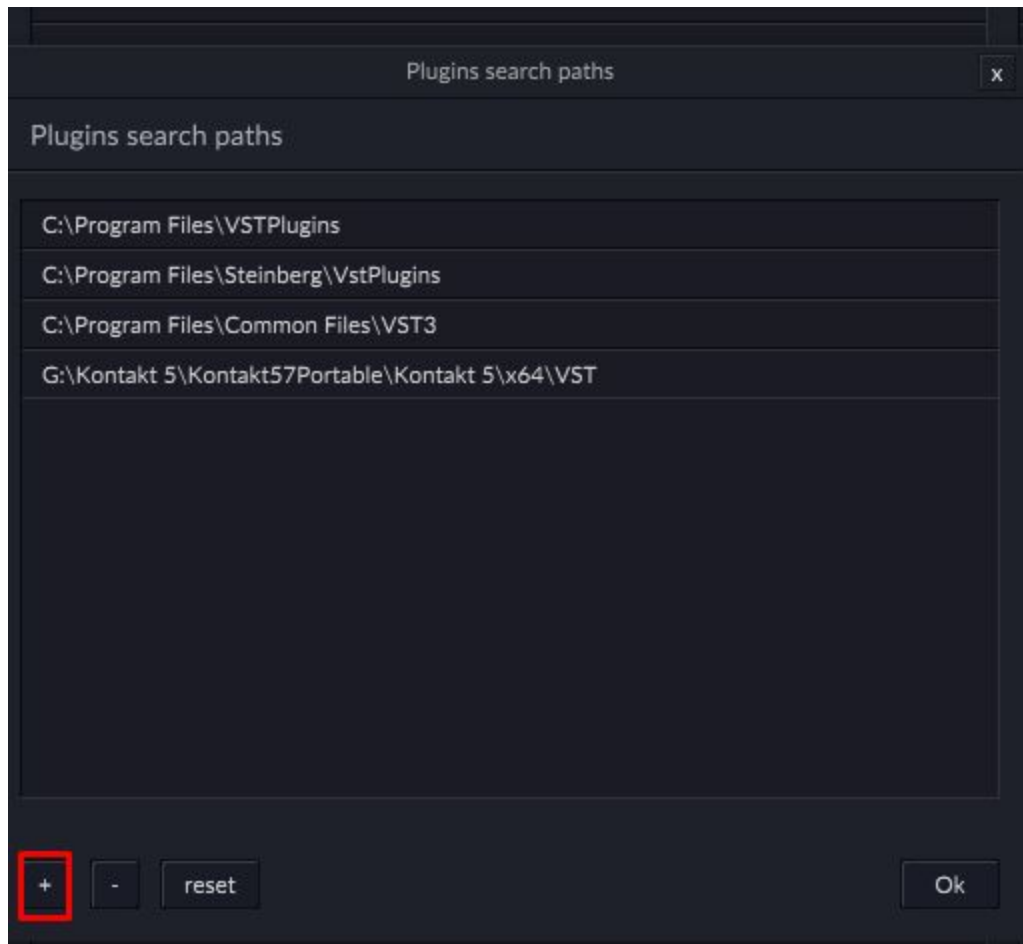 Plugins search paths
x
Plugins search paths
C:\Program Files\VSTPlugins
C:\Program Files\Steinberg\VstPlugins
C:\Program Files\Common Files\VST3
G:\Kontakt 5\Kontakt57Portable\Kontakt 5\x64\VST
+ - reset Ok